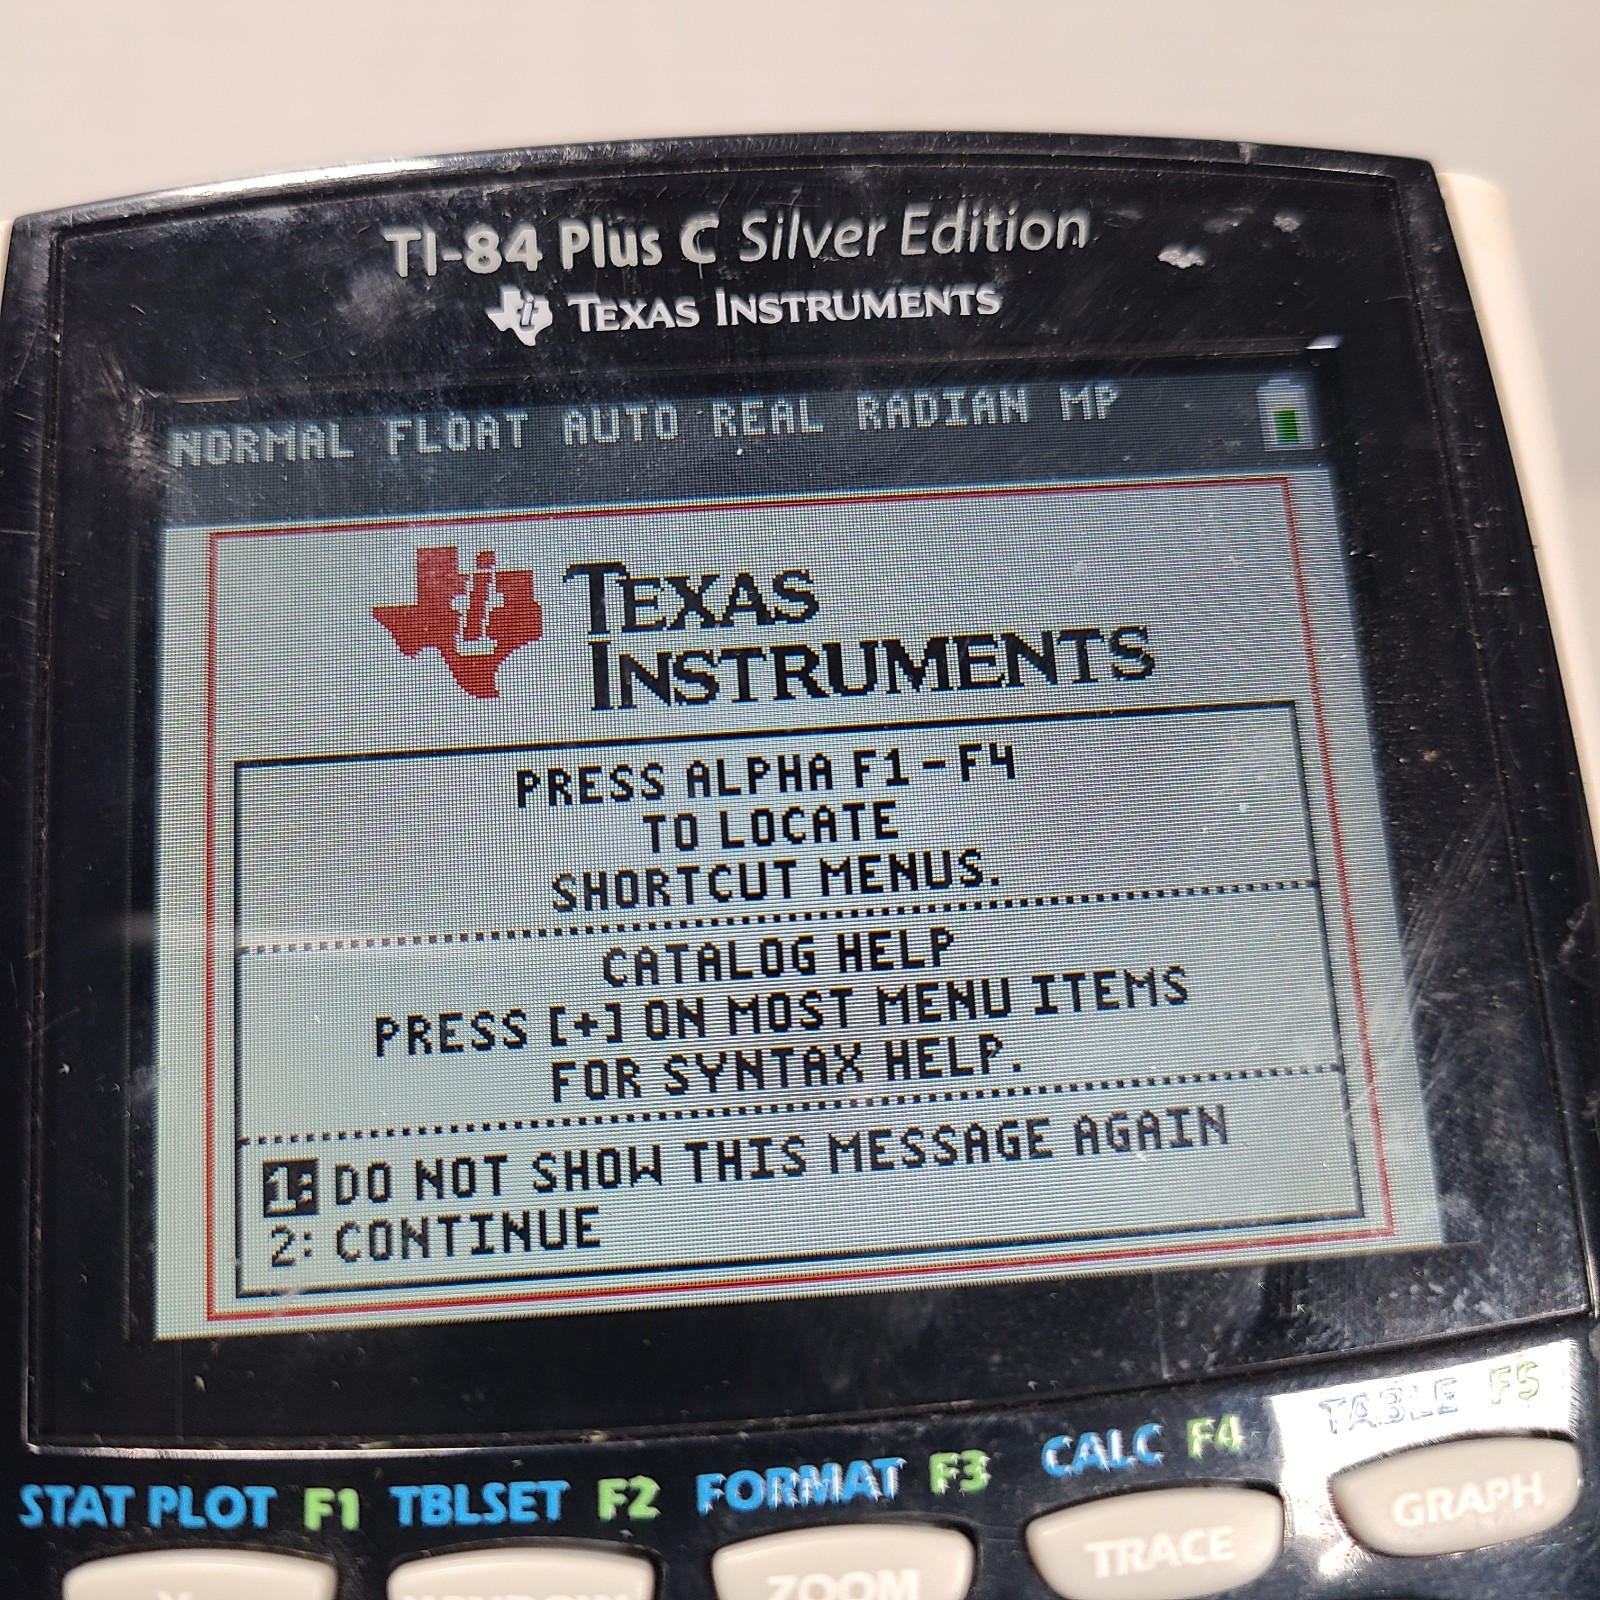 TI-84 Plus C Silver Edition
TEXAS INSTRUMENTS
NORMAL FLOAT AUTO REAL RADIAN MP
TEXAS
INSTRUMENTS
PRESS ALPHA F1-F4
TO LOCATE
SHORTCUT MENUS.
CATALOG HELP
PRESS [+] ON MOST MENU ITEMS
FOR SYNTAX HELP.
1: DO NOT SHOW THIS MESSAGE AGAIN
2: CONTINUE
STAT PLOT F1 TBLSET F2 FORMAT F3 CALC F4 TABLE F5
ZOOM TRACE GRAPH